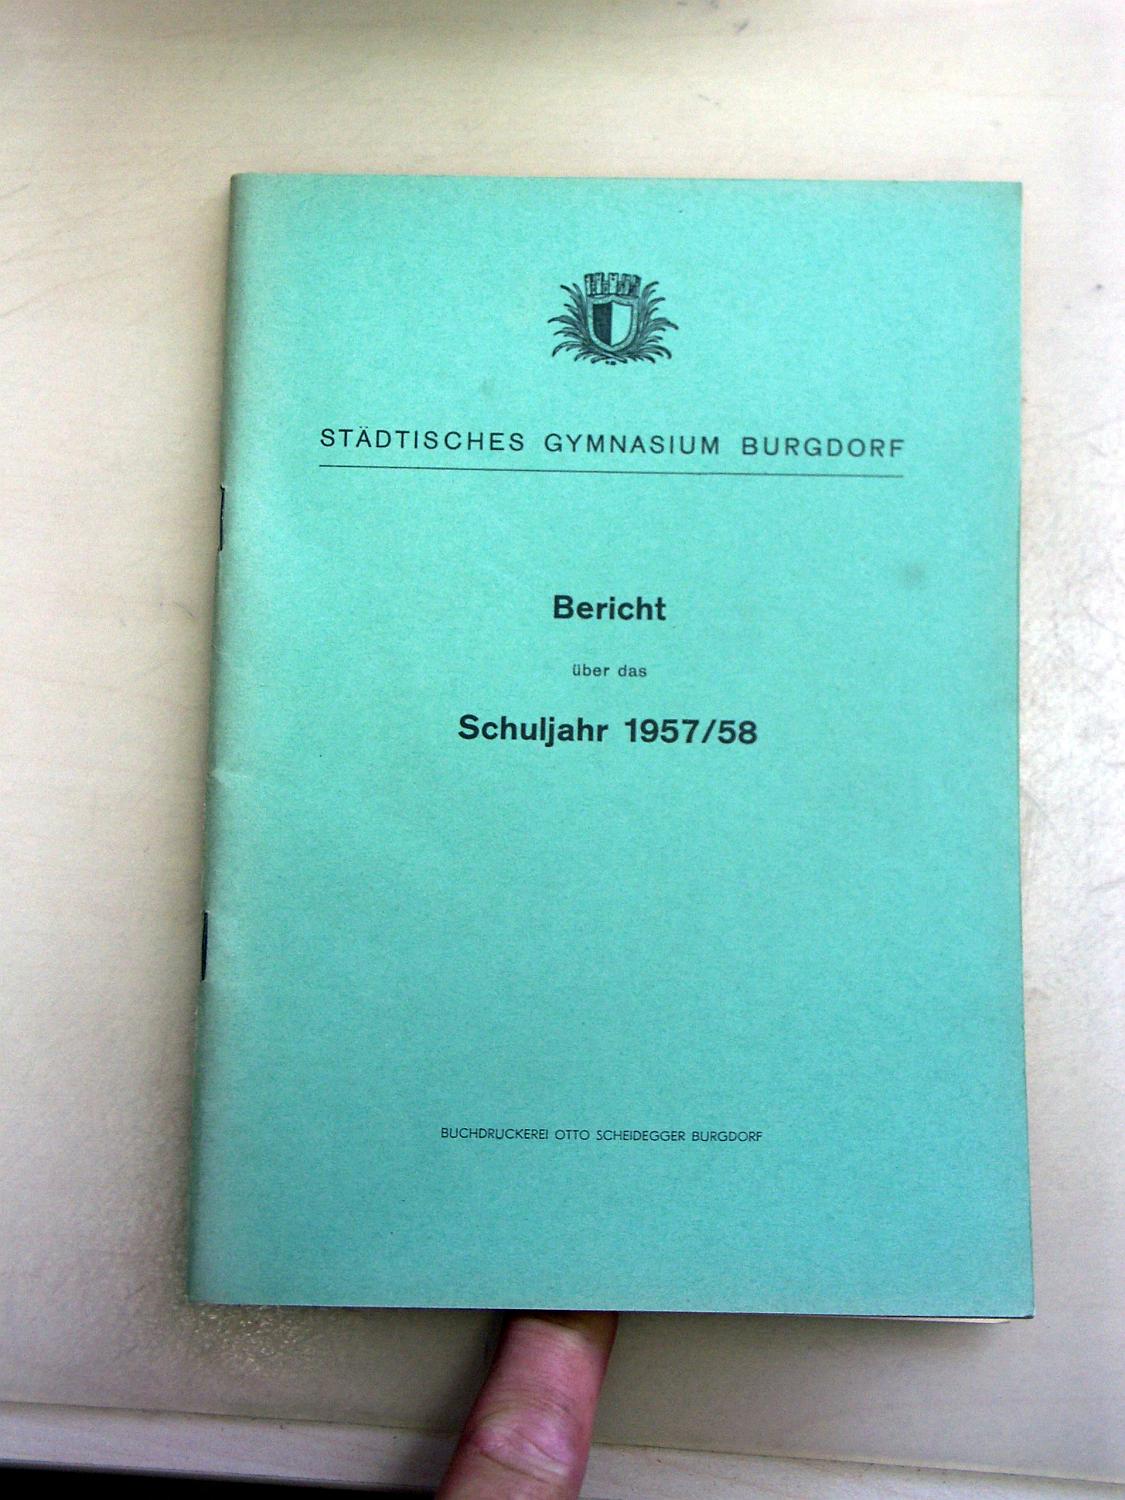 STÄDTISCHES GYMNASIUM BURGDORF
Bericht
über das
Schuljahr 1957/58
BUCHDRUCKEREI OTTO SCHEIDEGGER BURGDORF